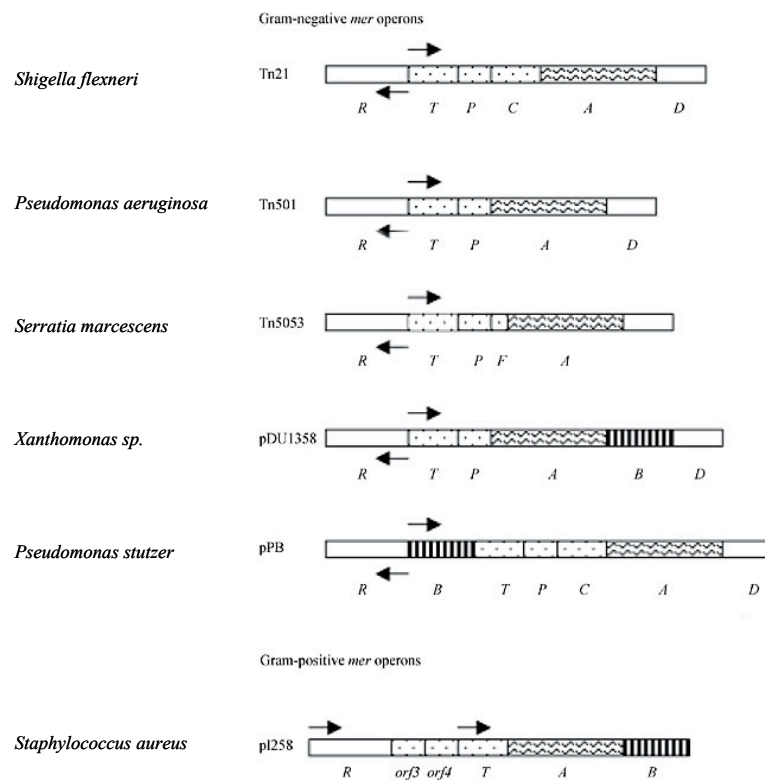 Gram-negative mer operons
Shigella flexneri Tn21
R T P C A D
Pseudomonas aeruginosa Tn501
R T P A D
Serratia marcescens Tn5053
R T P F A
Xanthomonas sp. pDU1358
R T P A B D
Pseudomonas stutzer pPB
R B T P C A D
Gram-positive mer operons
Staphylococcus aureus pI258
R orf3 orf4 T A B